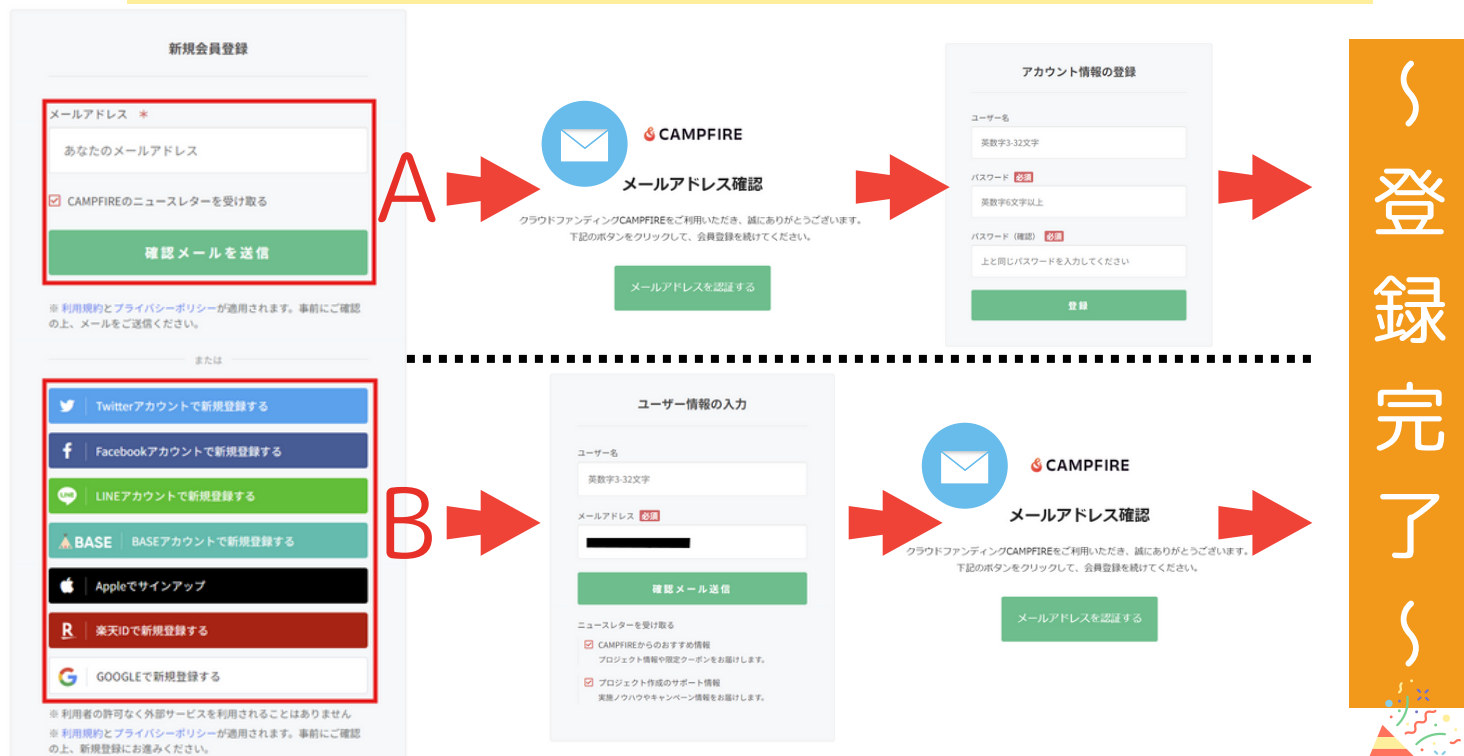 新規会員登録
メールアドレス *
あなたのメールアドレス
CAMPFIREのニュースレターを受け取る
確認メールを送信
※ 利用規約とプライバシーポリシーが適用されます。事前にご確認
の上、メールをご送信ください。
または
Twitterアカウントで新規登録する
Facebookアカウントで新規登録する
LINE
LINEアカウントで新規登録する
BASE
BASEアカウントで新規登録する
Appleでサインアップ
R
楽天IDで新規登録する
G
GOOGLEで新規登録する
※ 利用者の許可なく外部サービスを利用されることはありません
※ 利用規約とプライバシーポリシーが適用されます。事前にご確認
の上、新規登録にお進みください。
A
CAMPFIRE
メールアドレス確認
クラウドファンディングCAMPFIREをご利用いただき、誠にありがとうございます。
下記のボタンをクリックして、会員登録を続けてください。
メールアドレスを認証する
アカウント情報の登録
ユーザー名
英数字3-32文字
パスワード 必須
英数字6文字以上
パスワード（確認） 必須
上と同じパスワードを入力してください
登録
B
ユーザー情報の入力
ユーザー名
英数字3-32文字
メールアドレス 必須
確認メール送信
ニュースレターを受け取る
CAMPFIREからのおすすめ情報
プロジェクト情報や限定クーポンをお届けします。
プロジェクト作成のサポート情報
実施ノウハウやキャンペーン情報をお届けします。
CAMPFIRE
メールアドレス確認
クラウドファンディングCAMPFIREをご利用いただき、誠にありがとうございます。
下記のボタンをクリックして、会員登録を続けてください。
メールアドレスを認証する
〜登録完了〜